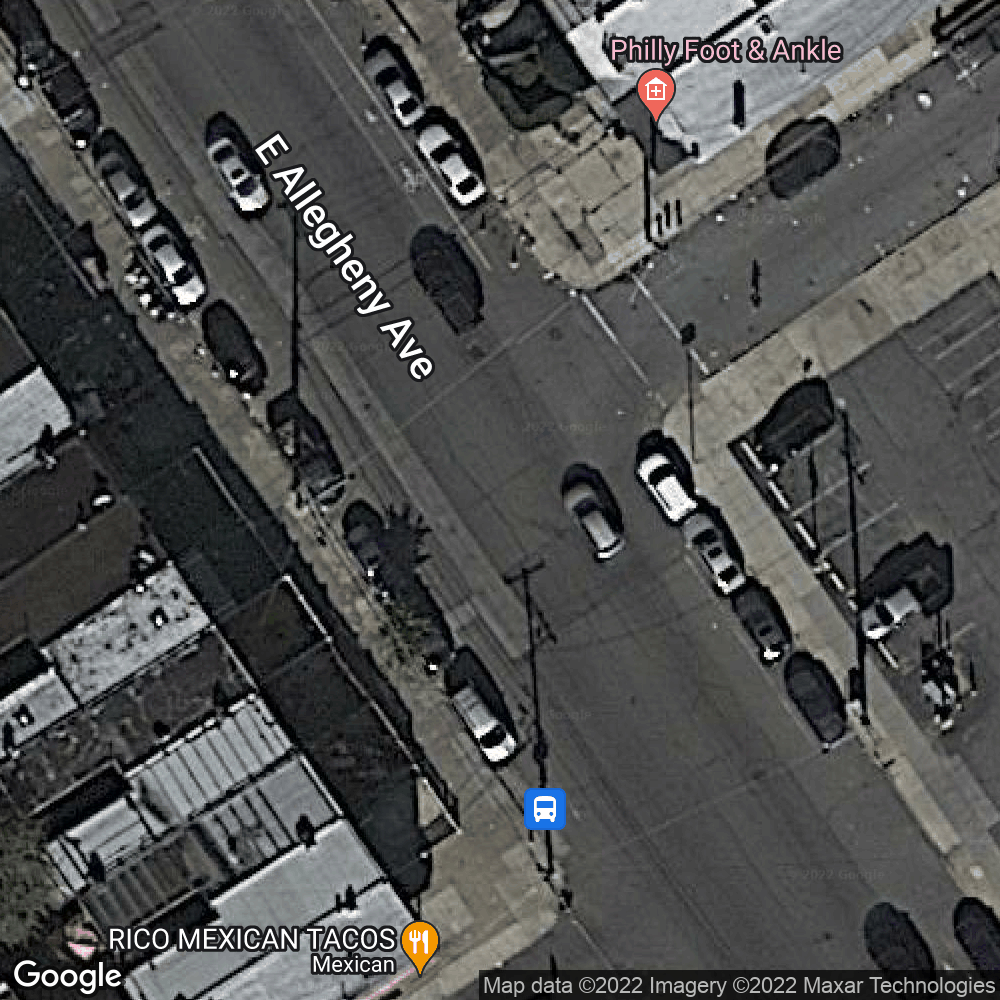 Philly Foot & Ankle
E Allegheny Ave
RICO MEXICAN TACOS
Mexican
Google
Map data ©2022 Imagery ©2022 Maxar Technologies